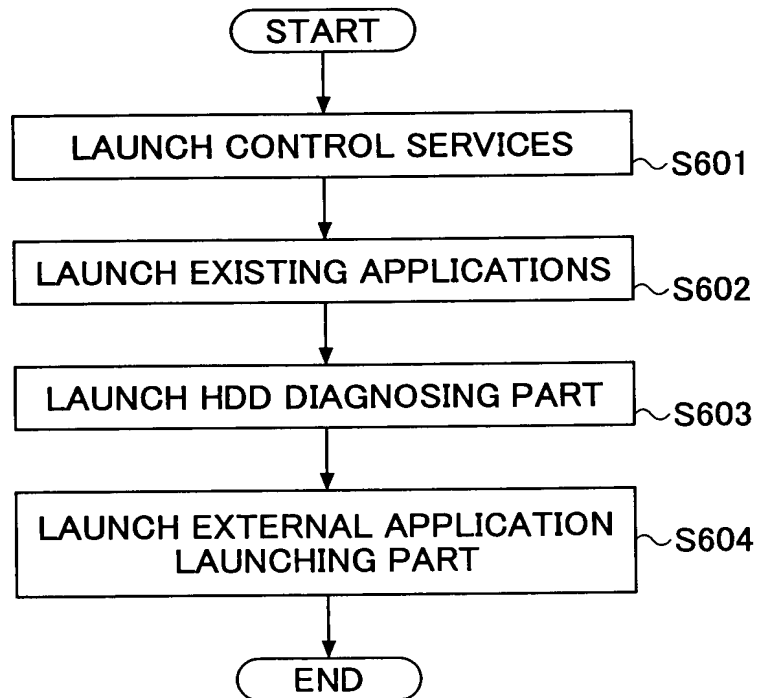 START
LAUNCH CONTROL SERVICES
S601
LAUNCH EXISTING APPLICATIONS
S602
LAUNCH HDD DIAGNOSING PART
S603
LAUNCH EXTERNAL APPLICATION
LAUNCHING PART
S604
END